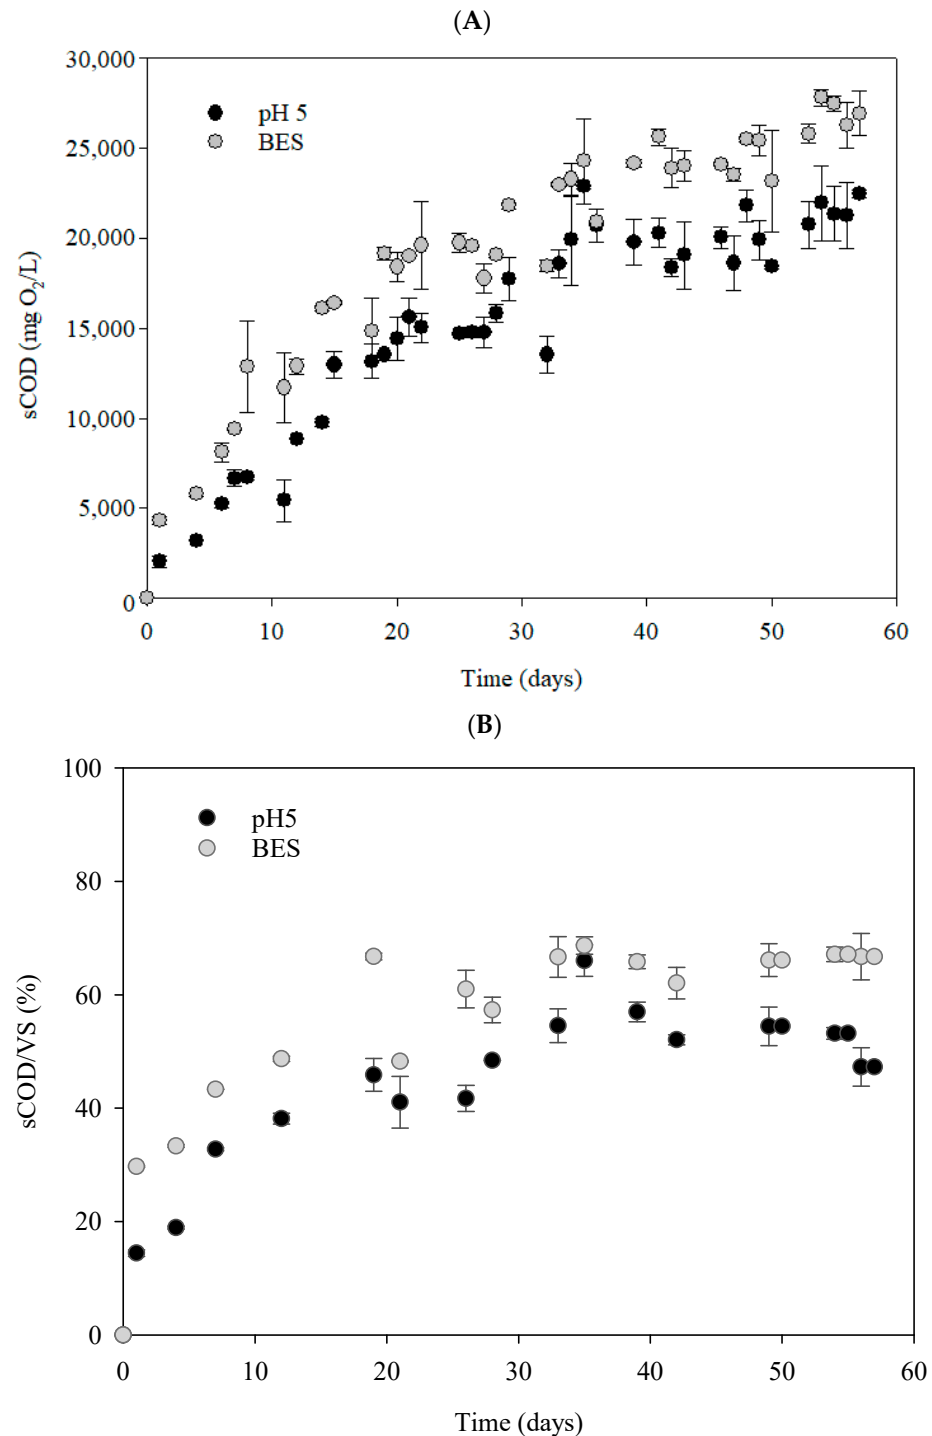 (A)
30,000
25,000
20,000
15,000
10,000
5,000
0
sCOD (mg O₂/L)
pH 5
BES
0 10 20 30 40 50 60
Time (days)
(B)
100
80
60
40
20
0
sCOD/VS (%)
pH5
BES
0 10 20 30 40 50 60
Time (days)